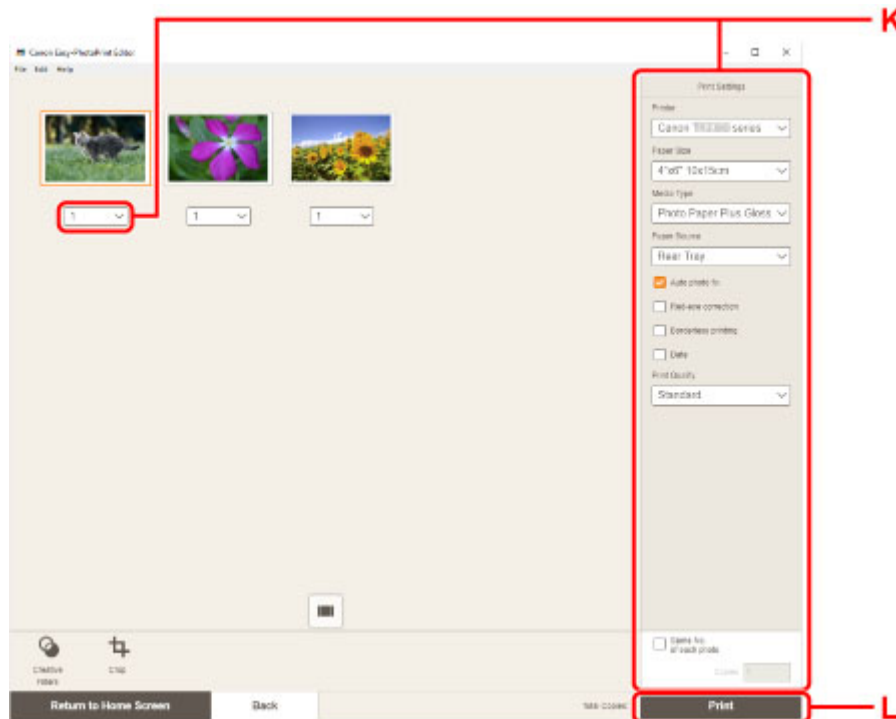 K
Canon Easy-PhotoPrint Editor
File Edit Help
Print Settings
Printer
Canon series
Paper Size
4"x6" 10x15cm
Media Type
Photo Paper Plus Gloss
Paper Source
Rear Tray
1 1 1
Auto photo fix
Red-eye correction
Borderless printing
Date
Print Quality
Standard
Same No.
of each photo
Copies 1
Creative
Filters
Crop
Return to Home Screen Back Total Copies: Print
L